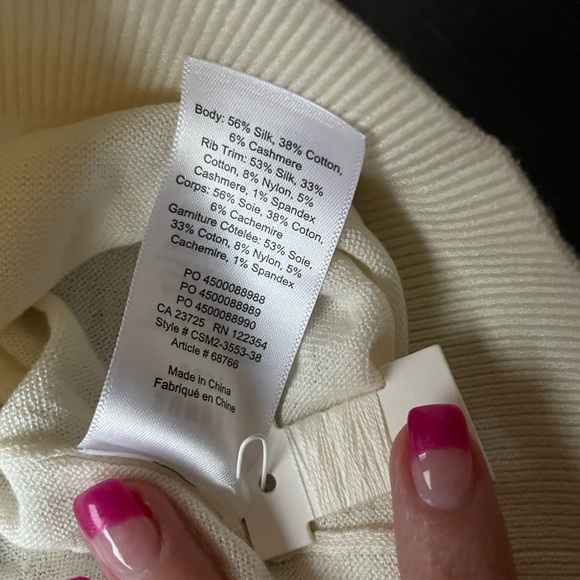 Body: 56% Silk, 38% Cotton,
6% Cashmere
Rib Trim: 53% Silk, 33%
Cotton, 8% Nylon, 5%
Cashmere, 1% Spandex
Corps: 56% Soie, 38% Coton,
6% Cachemire
Garniture Côtelée: 53% Soie,
33% Coton, 8% Nylon, 5%
Cachemire, 1% Spandex
PO 4500088988
PO 4500088989
PO 4500088990
CA 23725 RN 122354
Style # CSM2-3553-38
Article # 68766
Made in China
Fabriqué en Chine